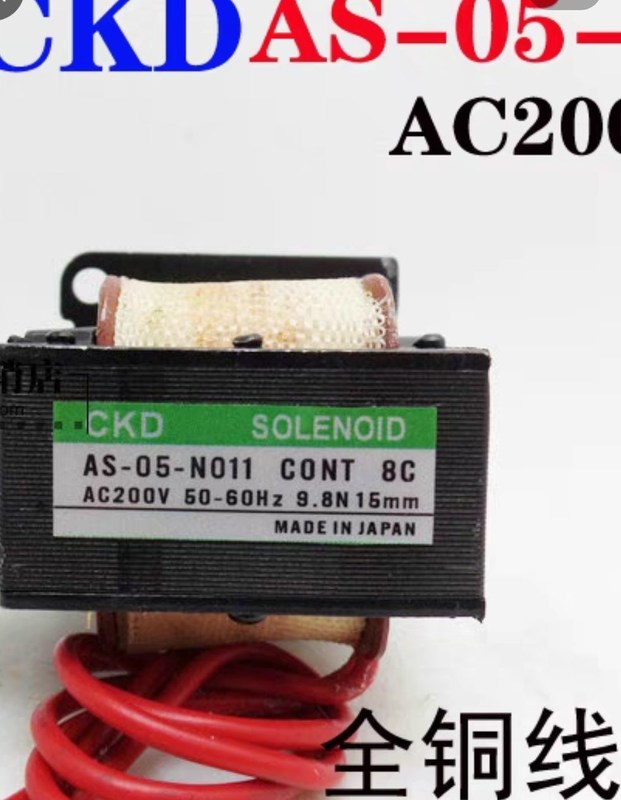 CKD AS-05-
AC200
CKD SOLENOID
AS-05-N011 CONT 8C
AC200V 50-60Hz 9.8N 15mm
MADE IN JAPAN
全铜线